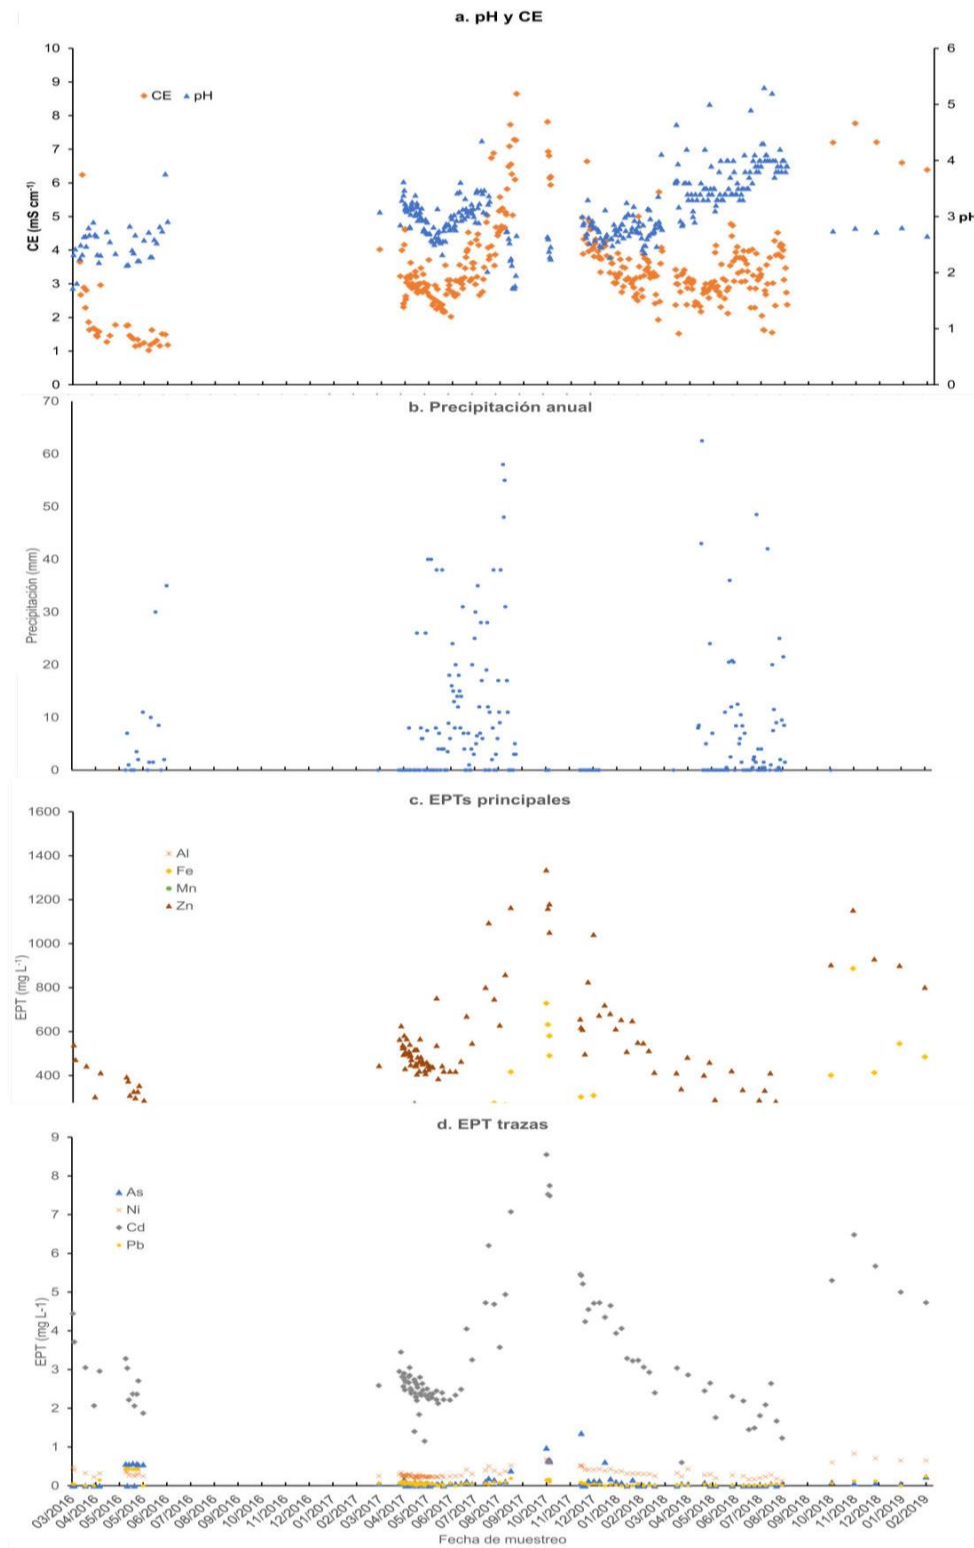 a. pH y CE
10
9
8
7
6
5
4
3
2
1
0
CE (mS cm⁻¹)
CE pH
6
5
4
3 pH
2
1
0
b. Precipitación anual
70
60
50
40
30
20
10
0
Precipitación (mm)
c. EPTs principales
1600
1400
1200
1000
800
600
400
EPT (mg L⁻¹)
Al
Fe
Mn
Zn
d. EPT trazas
9
8
7
6
5
4
3
2
1
0
EPT (mg L-1)
As
Ni
Cd
Pb
03/2016 04/2016 05/2016 05/2016 06/2016 07/2016 08/2016 09/2016 10/2016 11/2016 12/2016 01/2017 02/2017 03/2017 04/2017 05/2017 06/2017 07/2017 08/2017 09/2017 10/2017 11/2017 12/2017 01/2018 02/2018 03/2018 04/2018 05/2018 06/2018 07/2018 08/2018 09/2018 10/2018 11/2018 12/2018 01/2019 02/2019
Fecha de muestreo